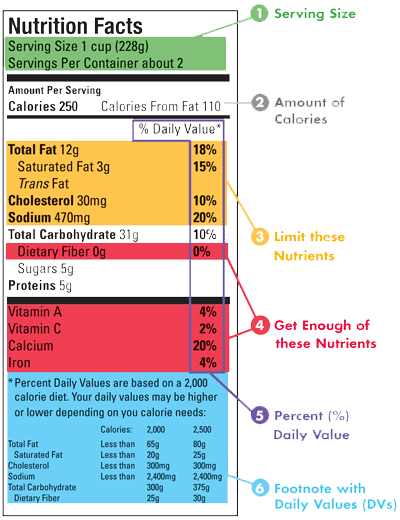 Nutrition Facts
Serving Size 1 cup (228g)
Servings Per Container about 2
Amount Per Serving
Calories 250 Calories From Fat 110
% Daily Value*
Total Fat 12g 18%
Saturated Fat 3g 15%
Trans Fat
Cholesterol 30mg 10%
Sodium 470mg 20%
Total Carbohydrate 31g 10%
Dietary Fiber 0g 0%
Sugars 5g
Proteins 5g
Vitamin A 4%
Vitamin C 2%
Calcium 20%
Iron 4%
* Percent Daily Values are based on a 2,000
calorie diet. Your daily values may be higher
or lower depending on you calorie needs:
Calories: 2,000 2,500
Total Fat Less than 65g 80g
Saturated Fat Less than 20g 25g
Cholesterol Less than 300mg 300mg
Sodium Less than 2,400mg 2,400mg
Total Carbohydrate 300g 375g
Dietary Fiber 25g 30g
1 Serving Size
2 Amount of
Calories
3 Limit these
Nutrients
4 Get Enough of
these Nutrients
5 Percent (%)
Daily Value
6 Footnote with
Daily Values (DVs)